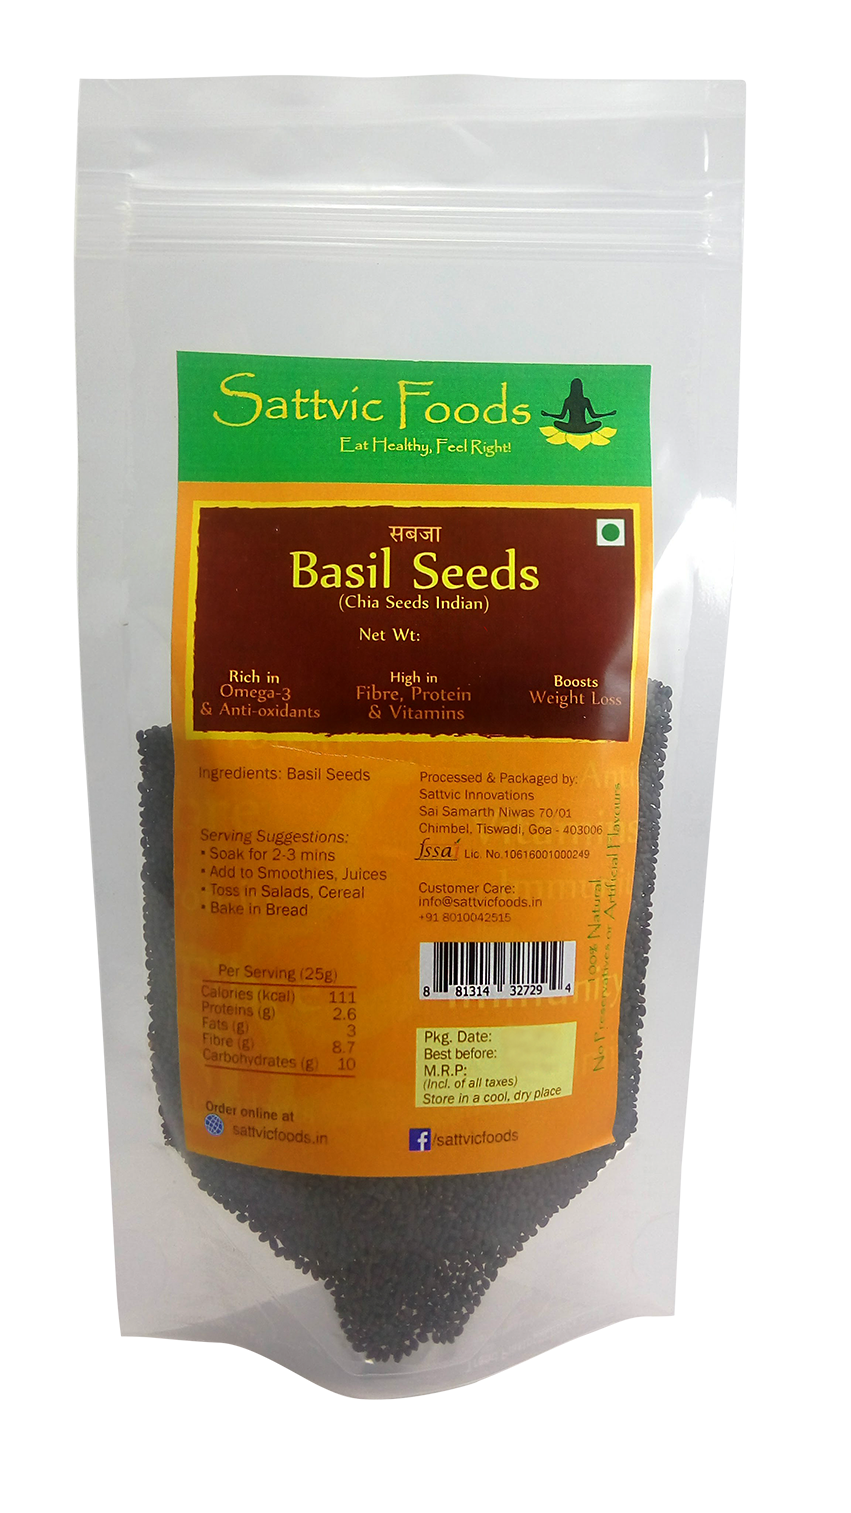 Sattvic Foods
Eat Healthy, Feel Right!
सबजा
Basil Seeds
(Chia Seeds Indian)
Net Wt:
Rich in
Omega-3
& Anti-oxidants
High in
Fibre, Protein
& Vitamins
Boosts
Weight Loss
Ingredients: Basil Seeds
Serving Suggestions:
• Soak for 2-3 mins
• Add to Smoothies, Juices
• Toss in Salads, Cereal
• Bake in Bread
Per Serving (25g)
Calories (kcal) 111
Proteins (g) 2.6
Fats (g) 3
Fibre (g) 8.7
Carbohydrates (g) 10
Order online at
sattvicfoods.in
Processed & Packaged by:
Sattvic Innovations
Sai Samarth Niwas 70/01
Chimbel, Tiswadi, Goa - 403006
fssai Lic. No.10616001000249
Customer Care:
info@sattvicfoods.in
+91 8010042515
8 81314 32729 4
Pkg. Date:
Best before:
M.R.P:
(Incl. of all taxes)
Store in a cool, dry place
f/sattvicfoods
100% Natural
No Preservatives or Artificial Flavours